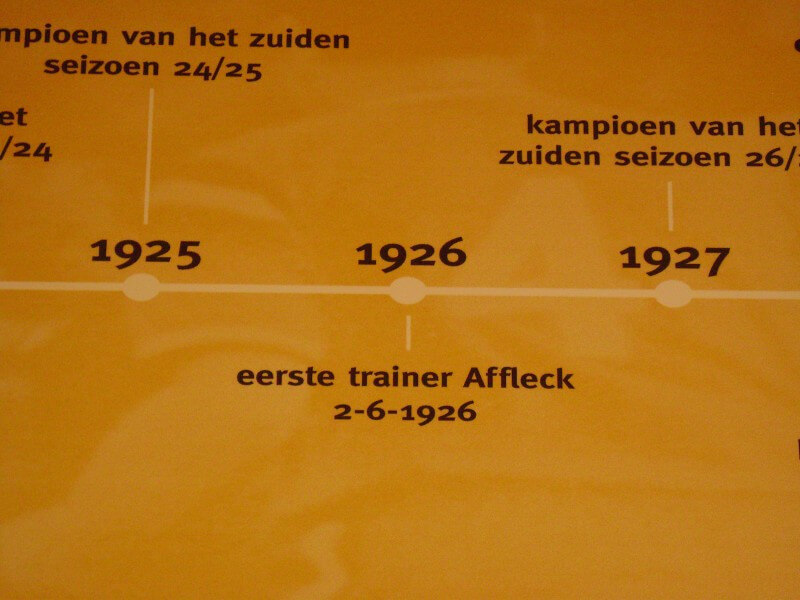 mpioen van het zuiden
seizoen 24/25
et
/24
kampioen van het
zuiden seizoen 26/
1925
1926
1927
eerste trainer Affleck
2-6-1926